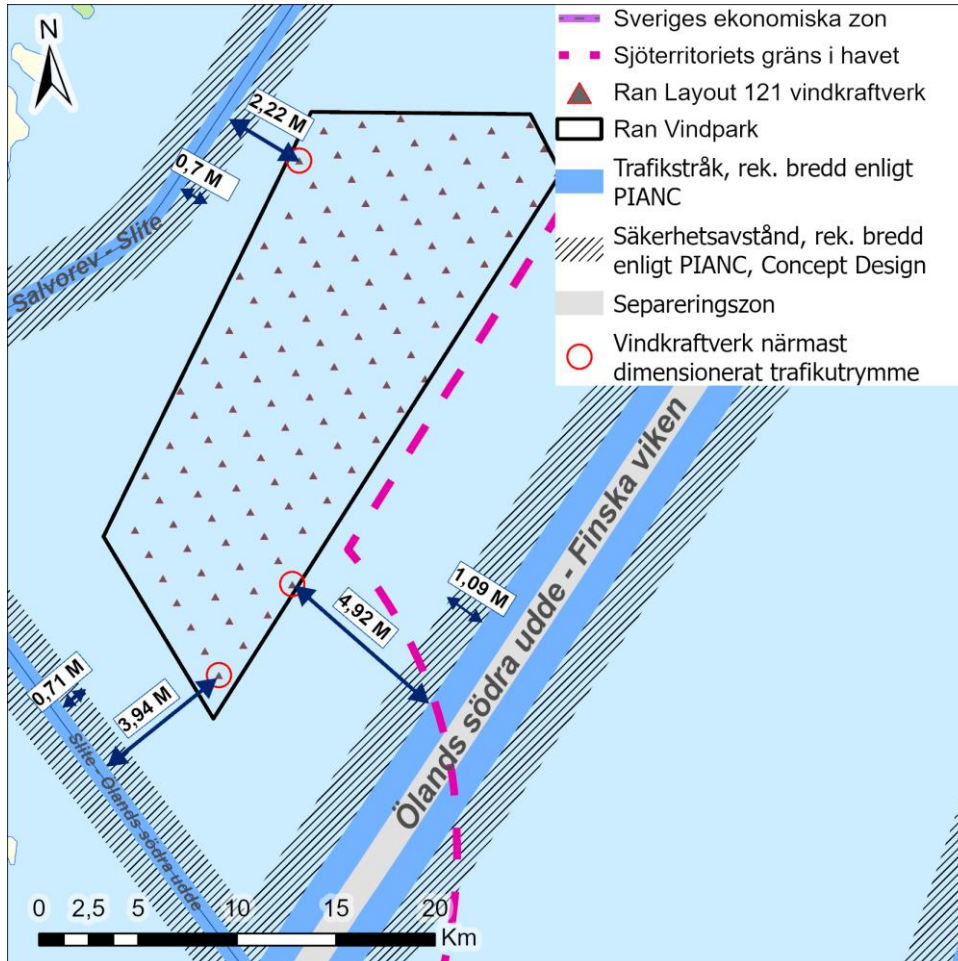 N
Sveriges ekonomiska zon
Sjöterritoriets gräns i havet
Ran Layout 121 vindkraftverk
Ran Vindpark
Trafikstråk, rek. bredd enligt
PIANC
Säkerhetsavstånd, rek. bredd
enligt PIANC, Concept Design
Separeringszon
Vindkraftverk närmast
dimensionerat trafikutrymme
2,22 M
0,7 M
Salvorev - Slite
Ölands södra udde - Finska viken
1,09 M
4,92 M
0,71 M
3,94 M
Slite - Ölands södra udde
0 2,5 5 10 15 20
Km